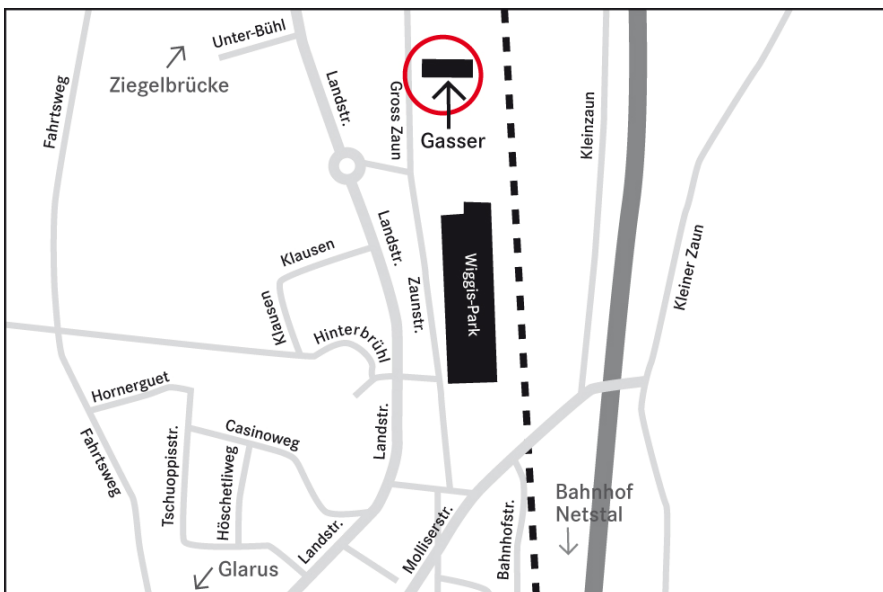 Unter-Bühl
Ziegelbrücke
Fahrtsweg
Landstr.
Gross Zaun
Gasser
Kleinzaun
Kleiner Zaun
Klausen
Landstr.
Klausen
Hinterbrühl
Zaunstr.
Wiggis-Park
Hornerguet
Fahrtsweg
Tschuoppisstr.
Casinoweg
Höschetliweg
Landstr.
Landstr.
Molliserstr.
Bahnhofstr.
Bahnhof
Netstal
Glarus